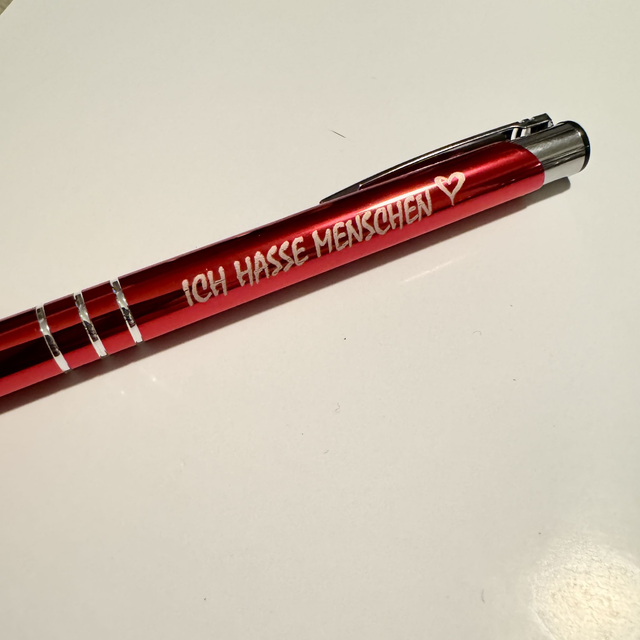 ICH HASSE MENSCHEN ♡